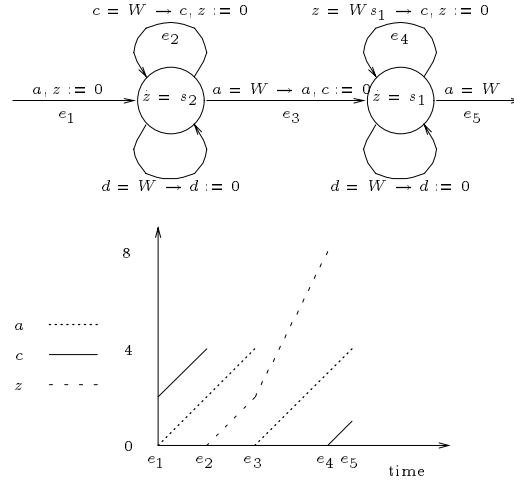 c = W → c, z := 0
z = W s₁ → c, z := 0
e₂
e₄
a, z := 0
ż = s₂
a = W → a, c := 0
ż = s₁
a = W
e₁
e₃
e₅
d = W → d := 0
d = W → d := 0
8
a
4
c
z
0
e₁ e₂ e₃ e₄ e₅
time